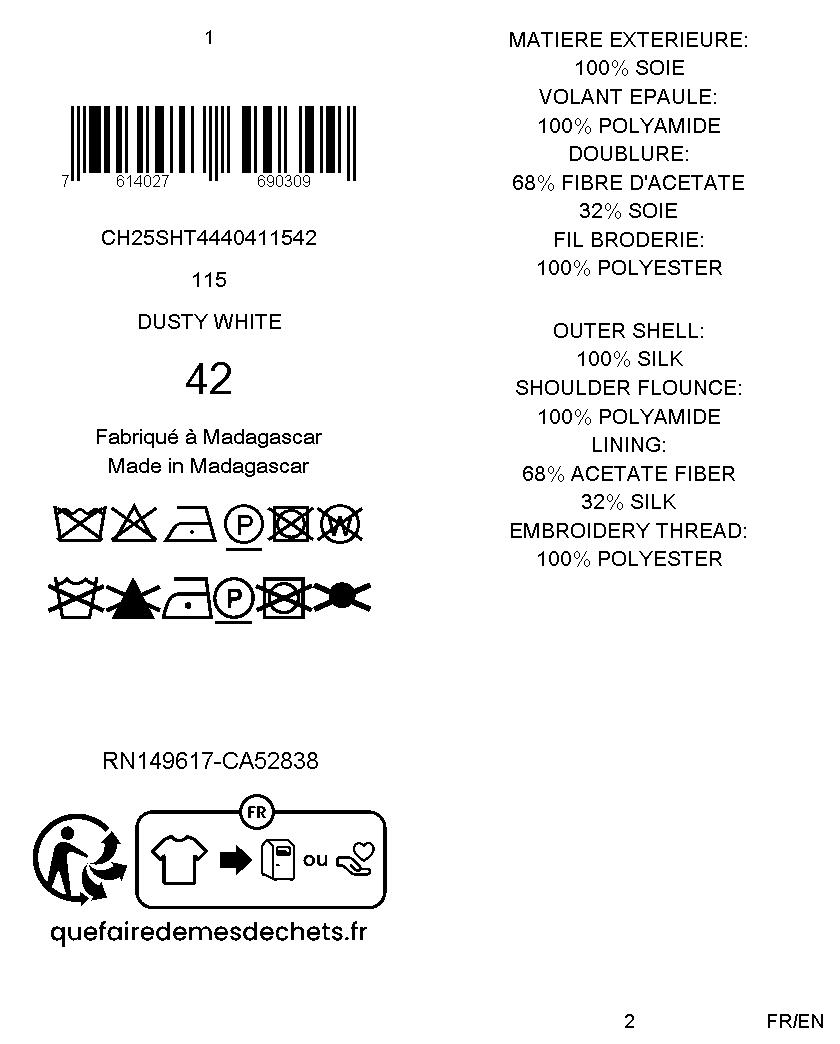 1
7 614027 690309
CH25SHT4440411542
115
DUSTY WHITE
42
Fabriqué à Madagascar
Made in Madagascar
P W
P
RN149617-CA52838
FR
ou
quefairedemesdechets.fr
MATIERE EXTERIEURE:
100% SOIE
VOLANT EPAULE:
100% POLYAMIDE
DOUBLURE:
68% FIBRE D'ACETATE
32% SOIE
FIL BRODERIE:
100% POLYESTER
OUTER SHELL:
100% SILK
SHOULDER FLOUNCE:
100% POLYAMIDE
LINING:
68% ACETATE FIBER
32% SILK
EMBROIDERY THREAD:
100% POLYESTER
2
FR/EN